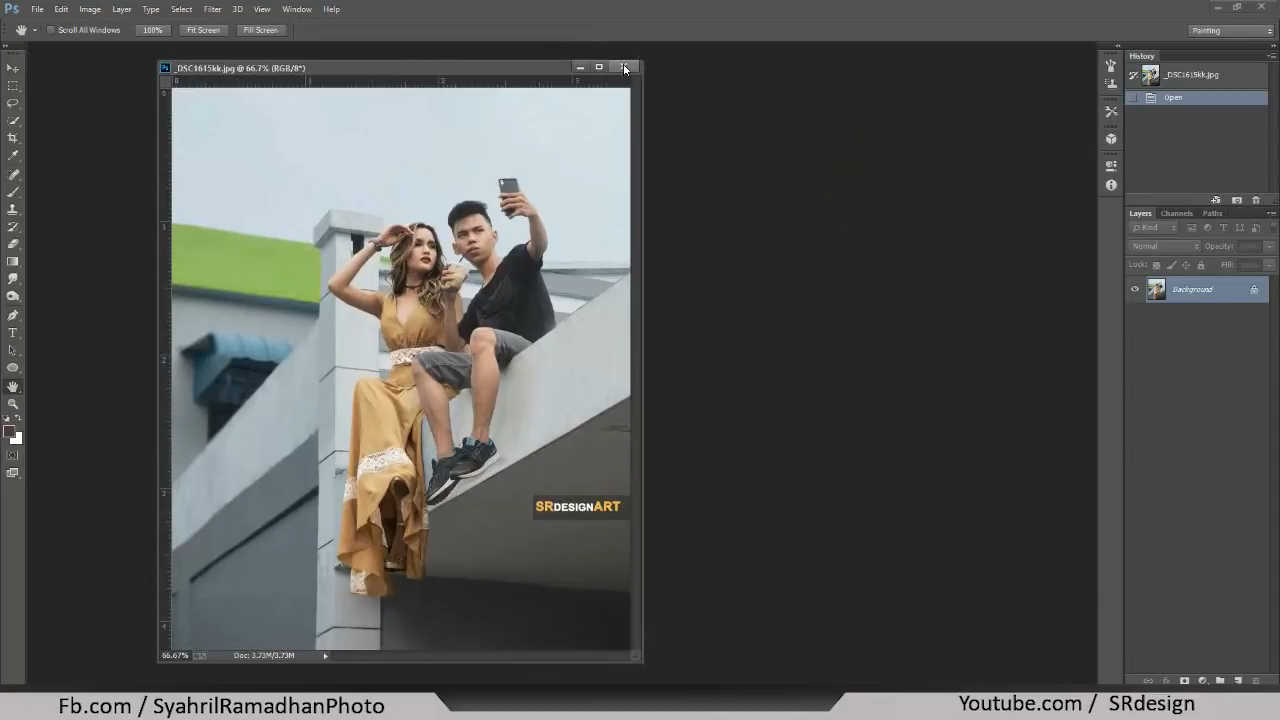 Ps File Edit Image Layer Type Select Filter 3D View Window Help
Scroll All Windows 100% Fit Screen Fill Screen Painting
_DSC1615kk.jpg @ 66.7% (RGB/8*)
History
_DSC1615kk.jpg
Open
Layers Channels Paths
Kind
Normal Opacity:
Lock: Fill:
Background
SRDESIGNART
66.67% Doc: 3.73M/3.73M
Fb.com / SyahrilRamadhanPhoto
Youtube.com / SRdesign